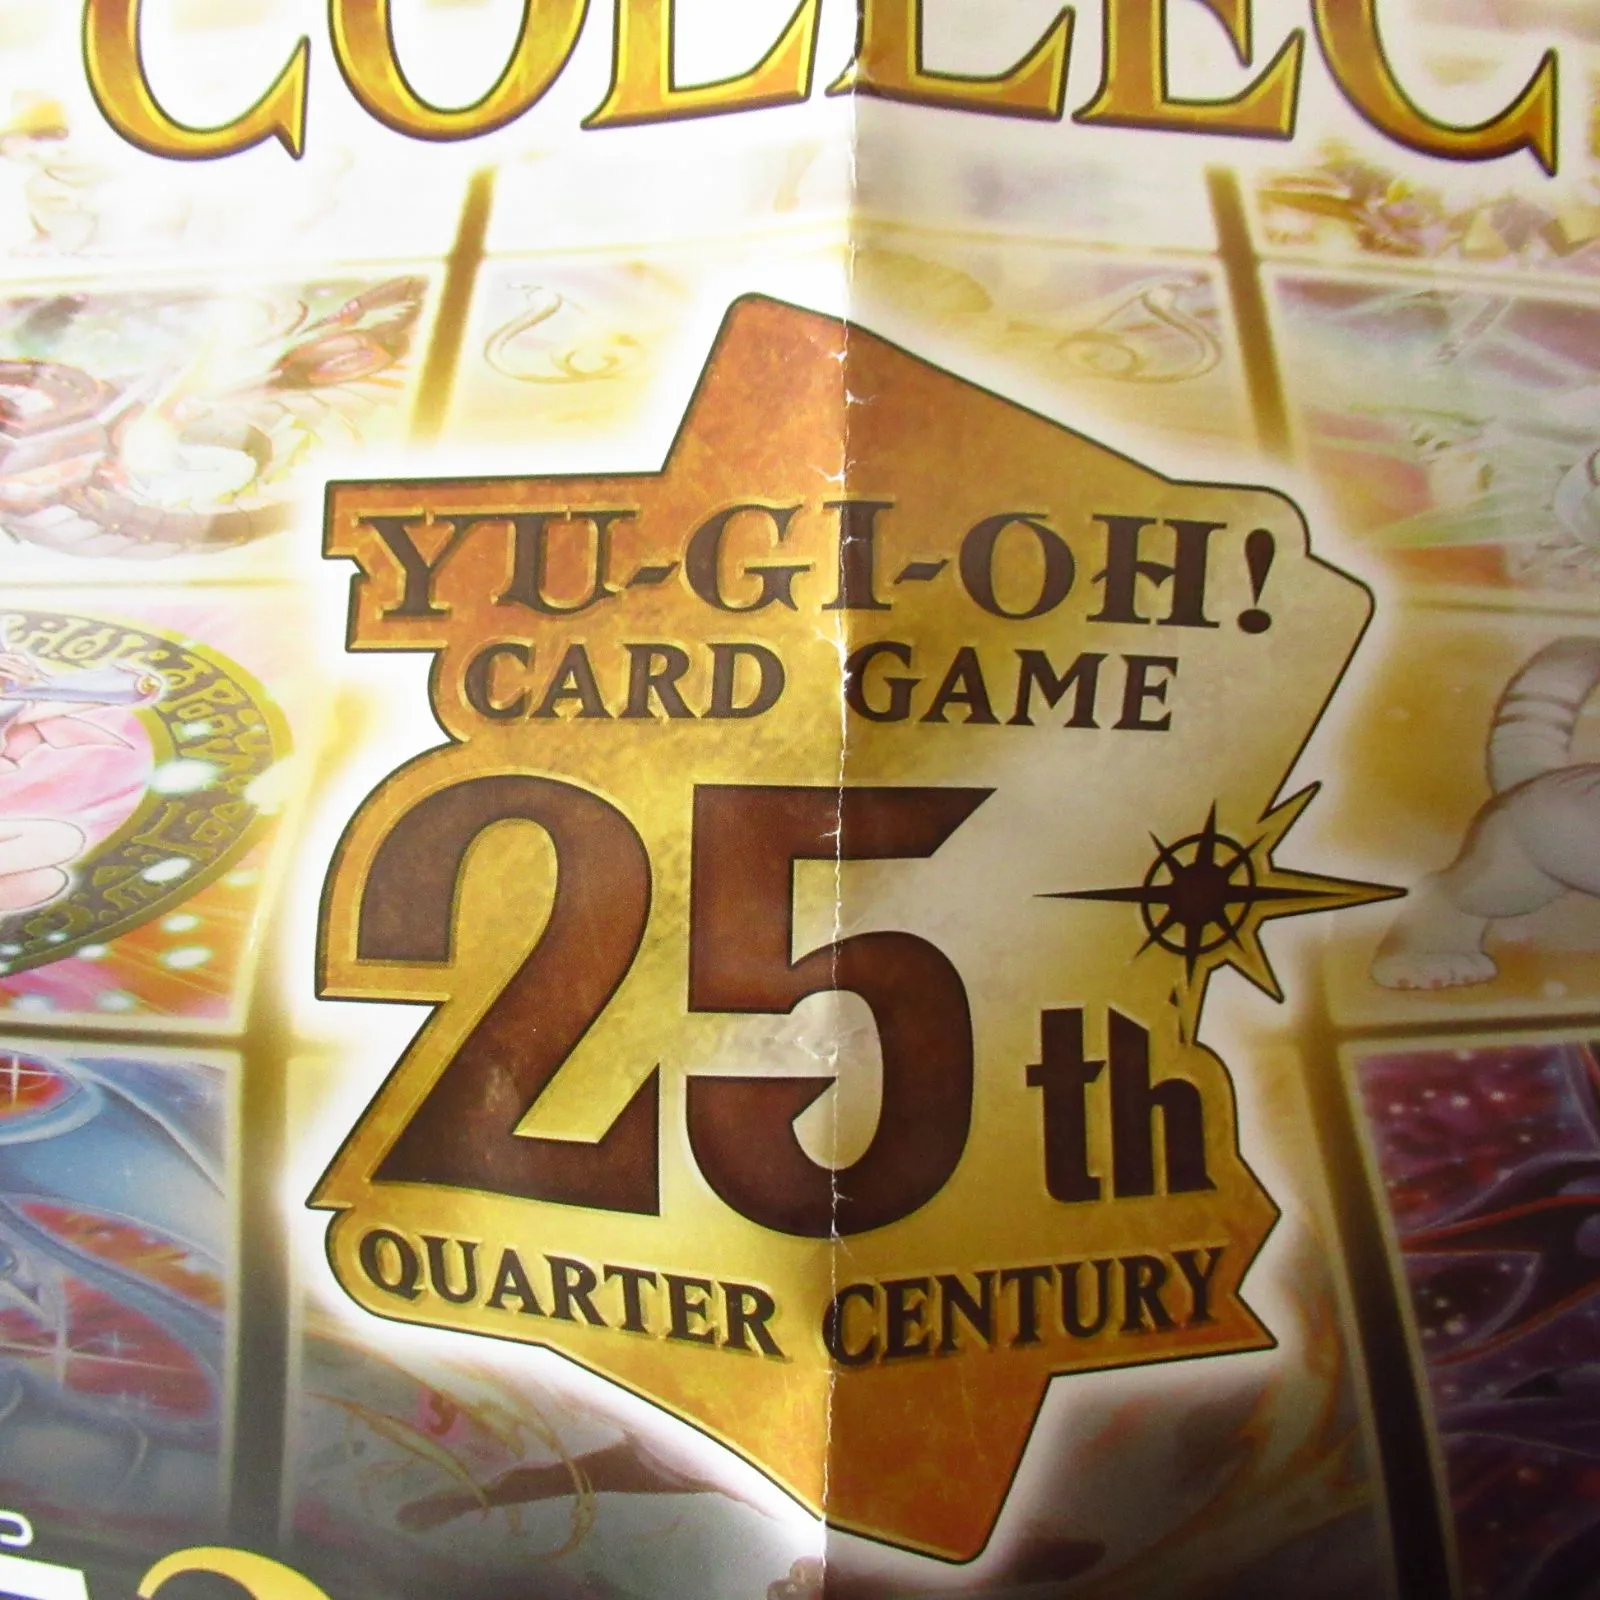 COLLEC
YU-GI-OH!
CARD GAME
25th
QUARTER CENTURY